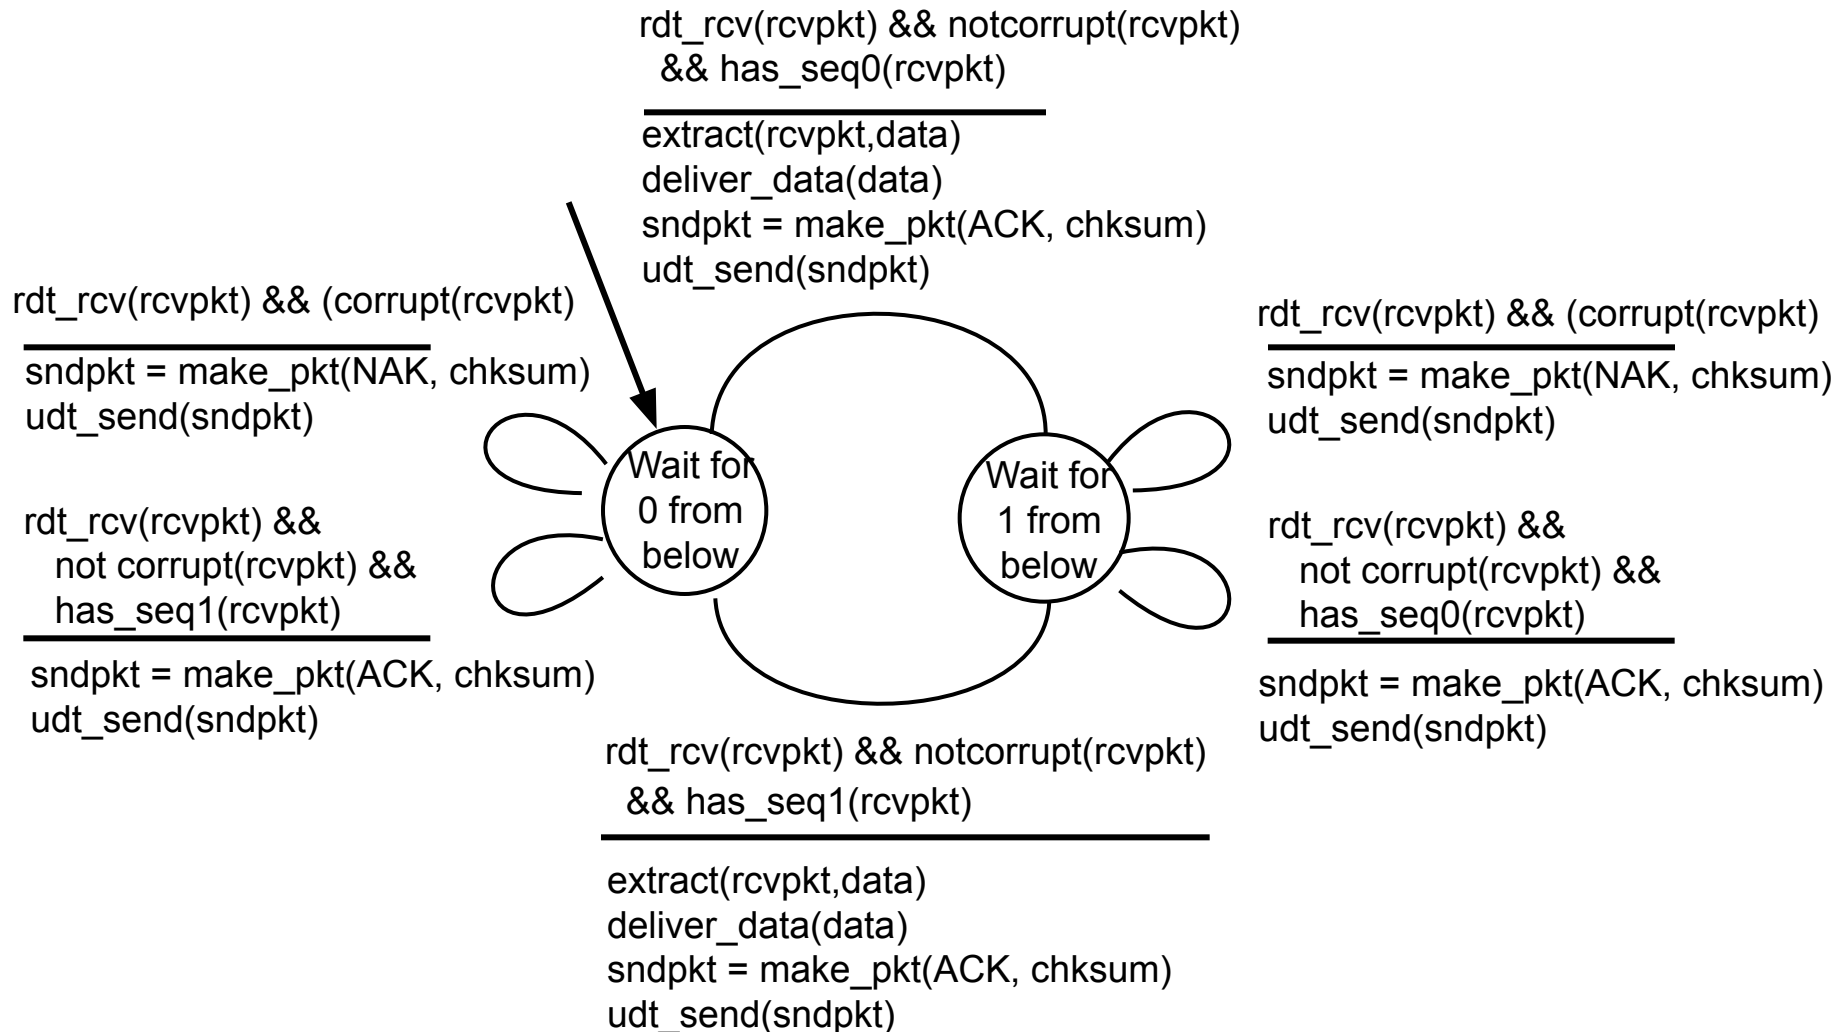 rdt_rcv(rcvpkt) && notcorrupt(rcvpkt)
&& has_seq0(rcvpkt)
extract(rcvpkt,data)
deliver_data(data)
sndpkt = make_pkt(ACK, chksum)
udt_send(sndpkt)
rdt_rcv(rcvpkt) && (corrupt(rcvpkt)
sndpkt = make_pkt(NAK, chksum)
udt_send(sndpkt)
rdt_rcv(rcvpkt) &&
not corrupt(rcvpkt) &&
has_seq1(rcvpkt)
sndpkt = make_pkt(ACK, chksum)
udt_send(sndpkt)
Wait for
0 from
below
Wait for
1 from
below
rdt_rcv(rcvpkt) && (corrupt(rcvpkt)
sndpkt = make_pkt(NAK, chksum)
udt_send(sndpkt)
rdt_rcv(rcvpkt) &&
not corrupt(rcvpkt) &&
has_seq0(rcvpkt)
sndpkt = make_pkt(ACK, chksum)
udt_send(sndpkt)
rdt_rcv(rcvpkt) && notcorrupt(rcvpkt)
&& has_seq1(rcvpkt)
extract(rcvpkt,data)
deliver_data(data)
sndpkt = make_pkt(ACK, chksum)
udt_send(sndpkt)